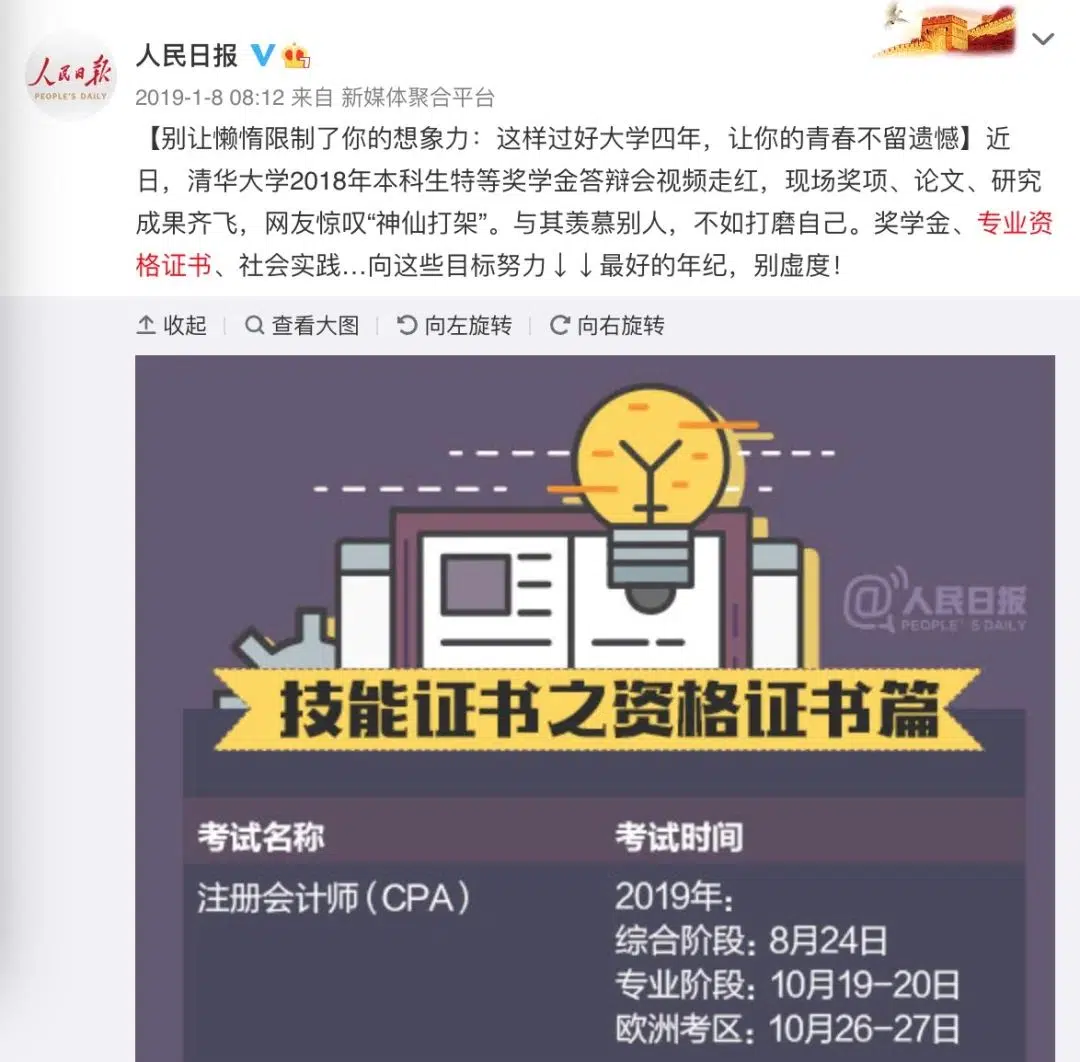 人民日报
人民日报
PEOPLE'S DAILY
2019-1-8 08:12 来自 新媒体聚合平台
【别让懒惰限制了你的想象力：这样过好大学四年，让你的青春不留遗憾】近
日，清华大学2018年本科生特等奖学金答辩会视频走红，现场奖项、论文、研究
成果齐飞，网友惊叹“神仙打架”。与其羡慕别人，不如打磨自己。奖学金、专业资
格证书、社会实践…向这些目标努力↓↓最好的年纪，别虚度！
收起 查看大图 向左旋转 向右旋转
@人民日报
PEOPLE'S DAILY
技能证书之资格证书篇
考试名称 考试时间
注册会计师（CPA） 2019年：
综合阶段：8月24日
专业阶段：10月19-20日
欧洲考区：10月26-27日